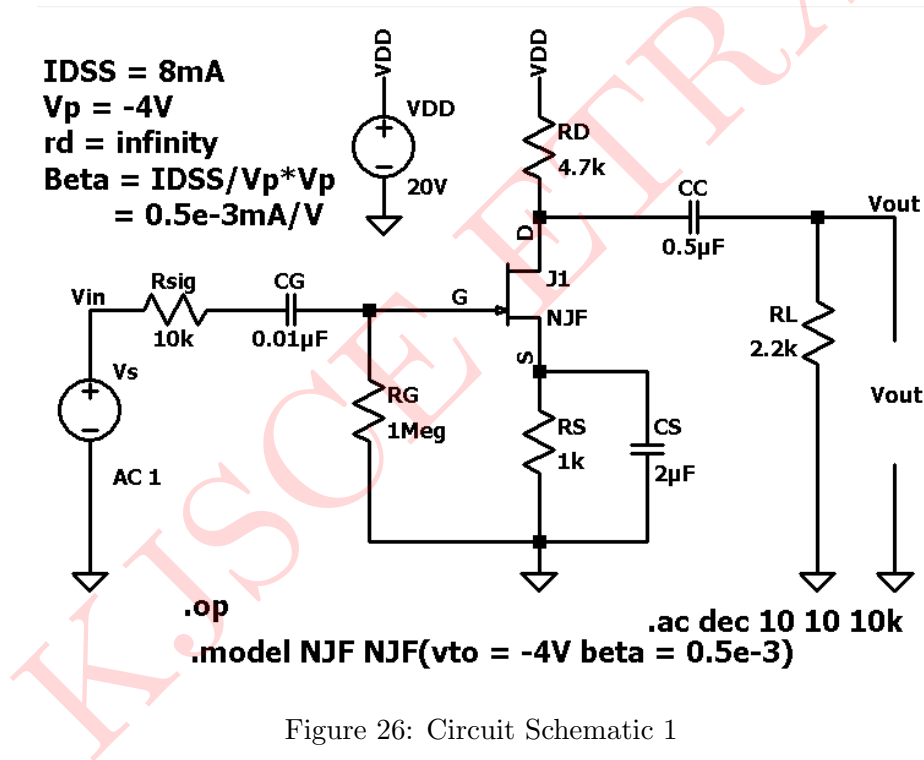 IDSS = 8mA
Vp = -4V
rd = infinity
Beta = IDSS/Vp*Vp
= 0.5e-3mA/V
VDD
VDD
20V
VDD
RD
4.7k
D
CC
0.5µF
Vout
J1
NJF
G
S
Vin
Rsig
10k
CG
0.01µF
Vs
AC 1
RG
1Meg
RS
1k
CS
2µF
RL
2.2k
Vout
.op
.ac dec 10 10 10k
.model NJF NJF(vto = -4V beta = 0.5e-3)
Figure 26: Circuit Schematic 1